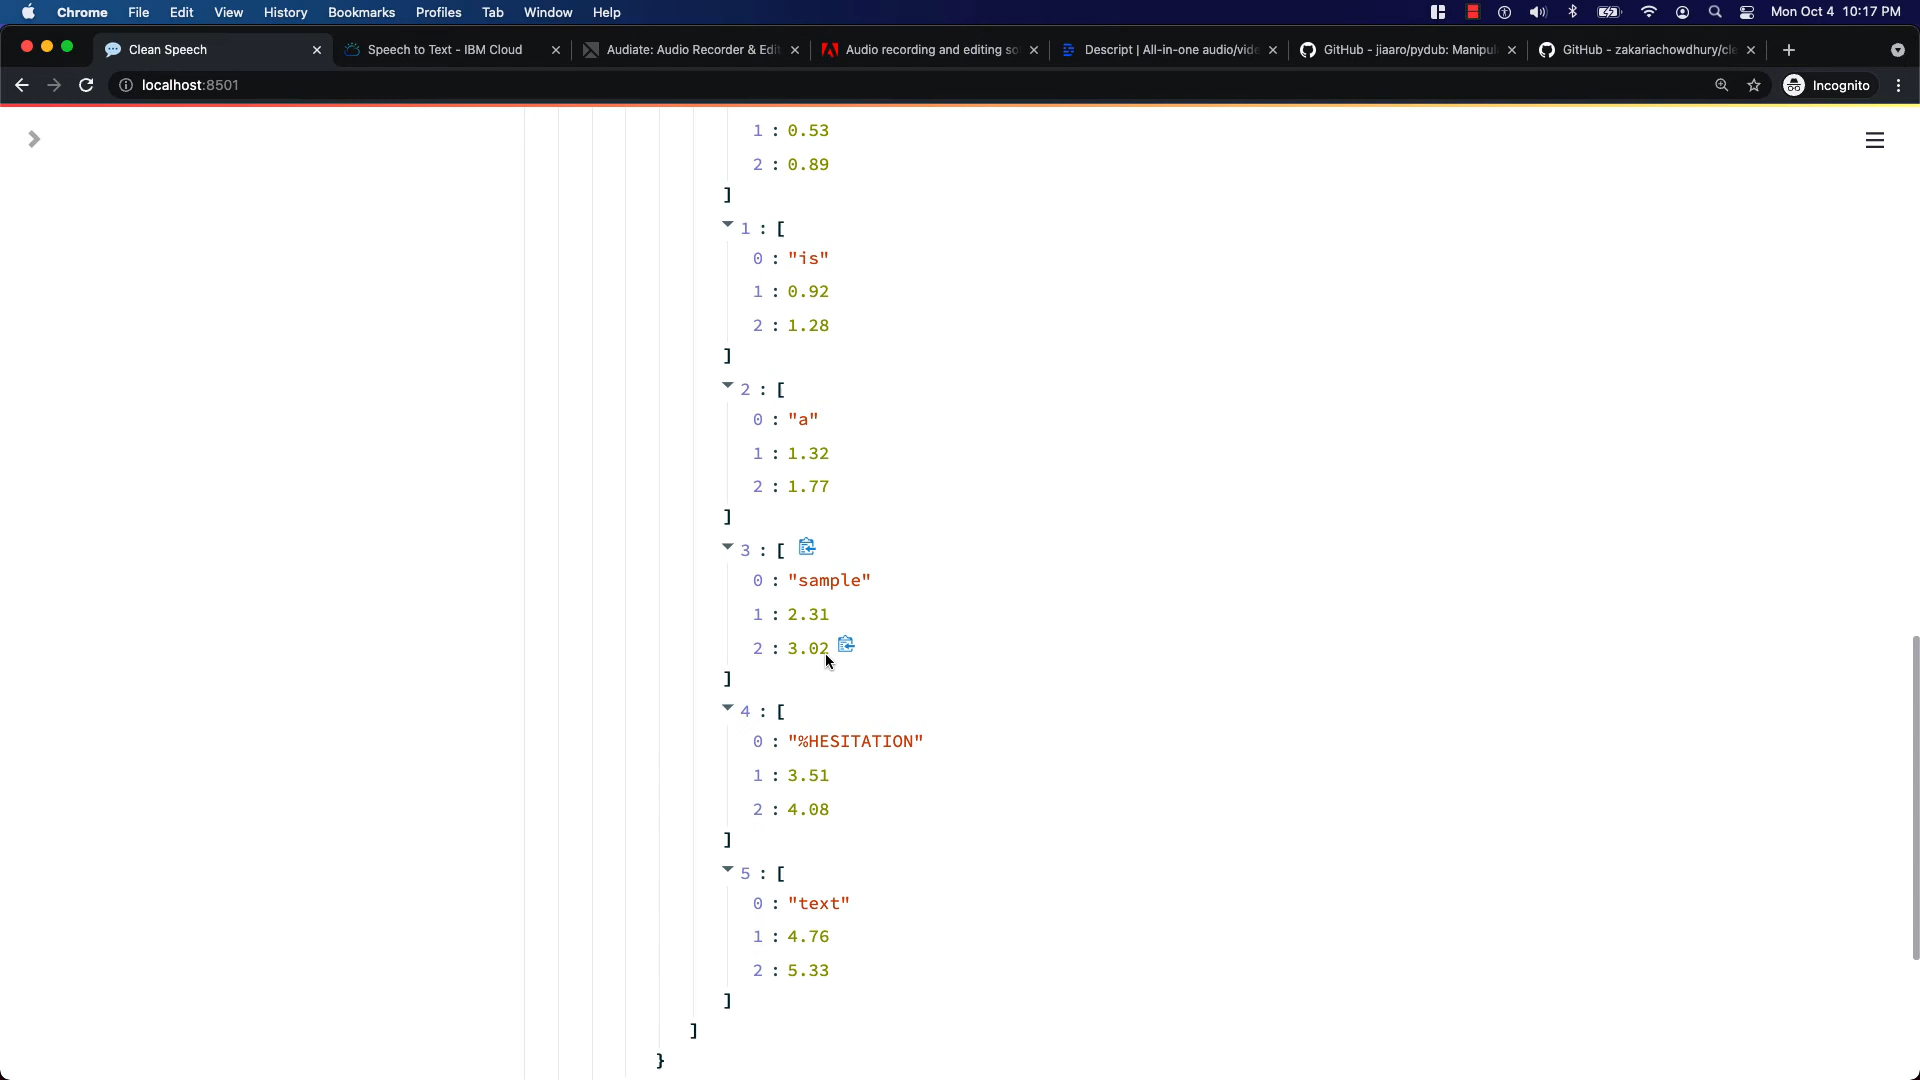 Chrome File Edit View History Bookmarks Profiles Tab Window Help Mon Oct 4 10:17 PM
Clean Speech Speech to Text - IBM Cloud Audiate: Audio Recorder & Edit Audio recording and editing so Descript | All-in-one audio/vide GitHub - jiaaro/pydub: Manipul GitHub - zakariachowdhury/cle
localhost:8501 Incognito
1 : 0.53
2 : 0.89
]
1 : [
0 : "is"
1 : 0.92
2 : 1.28
]
2 : [
0 : "a"
1 : 1.32
2 : 1.77
]
3 : [
0 : "sample"
1 : 2.31
2 : 3.02
]
4 : [
0 : "%HESITATION"
1 : 3.51
2 : 4.08
]
5 : [
0 : "text"
1 : 4.76
2 : 5.33
]
]
}